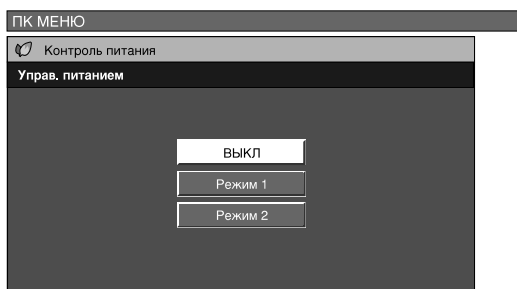 ПК МЕНЮ
Контроль питания
Управ. питанием
ВЫКЛ
Режим 1
Режим 2